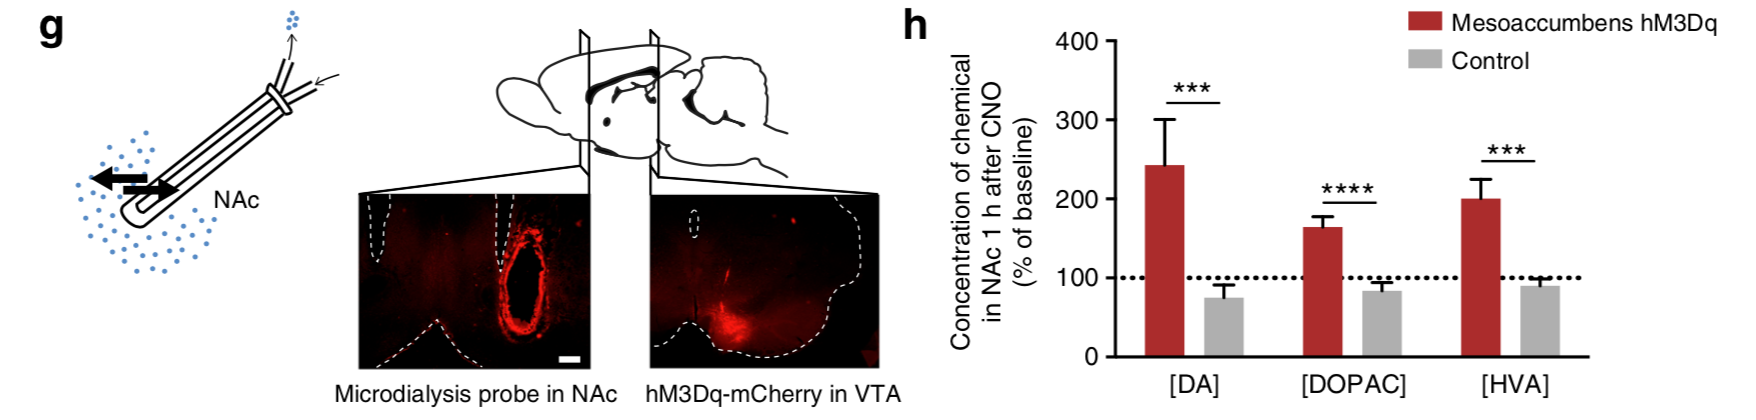 g
NAc
Microdialysis probe in NAc
hM3Dq-mCherry in VTA
h
Mesoaccumbens hM3Dq
Control
Concentration of chemical
in NAc 1 h after CNO
(% of baseline)
400
300
200
100
0
***
****
***
[DA]
[DOPAC]
[HVA]